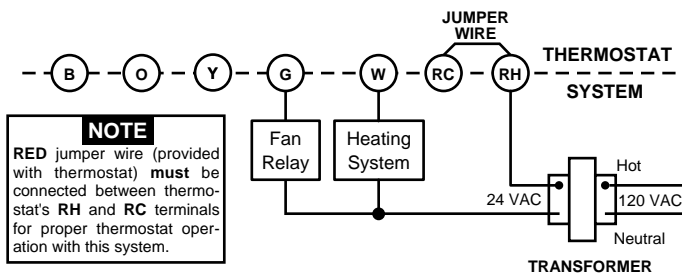 JUMPER
WIRE
THERMOSTAT
B O Y G W RC RH
SYSTEM
NOTE
RED jumper wire (provided
with thermostat) must be
connected between thermo-
stat's RH and RC terminals
for proper thermostat oper-
ation with this system.
Fan
Relay
Heating
System
Hot
24 VAC
120 VAC
Neutral
TRANSFORMER